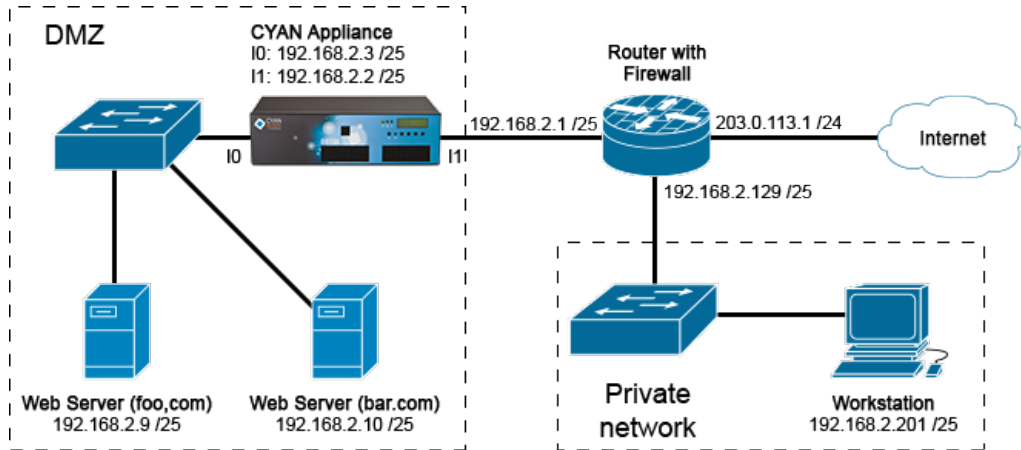 DMZ
CYAN Appliance
I0: 192.168.2.3 /25
I1: 192.168.2.2 /25
Router with
Firewall
CYAN
192.168.2.1 /25
203.0.113.1 /24
Internet
I0
I1
192.168.2.129 /25
Web Server (foo,com)
192.168.2.9 /25
Web Server (bar.com)
192.168.2.10 /25
Private
network
Workstation
192.168.2.201 /25